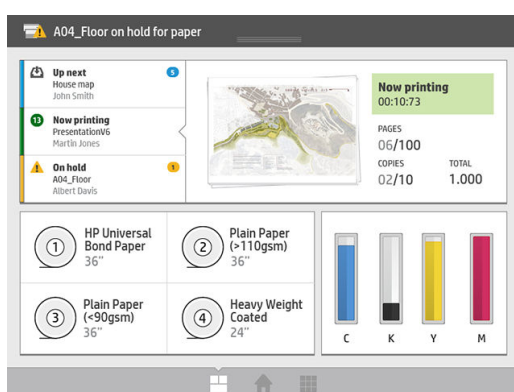 A04_Floor on hold for paper
Up next
5
House map
John Smith
13
Now printing
PresentationV6
Martin Jones
On hold
1
A04_Floor
Albert Davis
Now printing
00:10:73
PAGES
06/100
COPIES
TOTAL
02/10
1.000
1
HP Universal
Bond Paper
36"
2
Plain Paper
(>110gsm)
36"
3
Plain Paper
(<90gsm)
36"
4
Heavy Weight
Coated
24"
C
K
Y
M